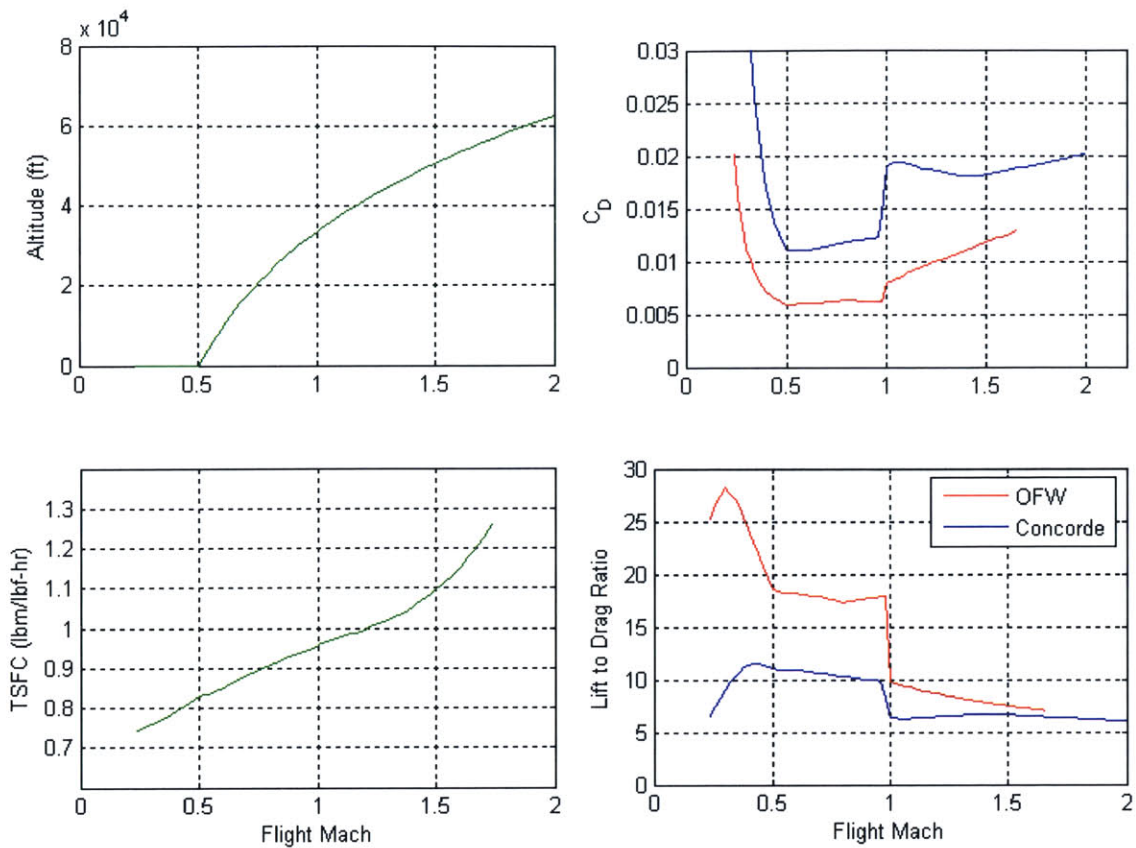 x 10^4
8
6
4
2
0
Altitude (ft)
0 0.5 1 1.5 2
0.03
0.025
0.02
0.015
0.01
0.005
0
C_D
0 0.5 1 1.5 2
1.3
1.2
1.1
1
0.9
0.8
0.7
TSFC (lbm/lbf-hr)
0 0.5 1 1.5 2
Flight Mach
30
25
20
15
10
5
0
Lift to Drag Ratio
OFW
Concorde
0 0.5 1 1.5 2
Flight Mach